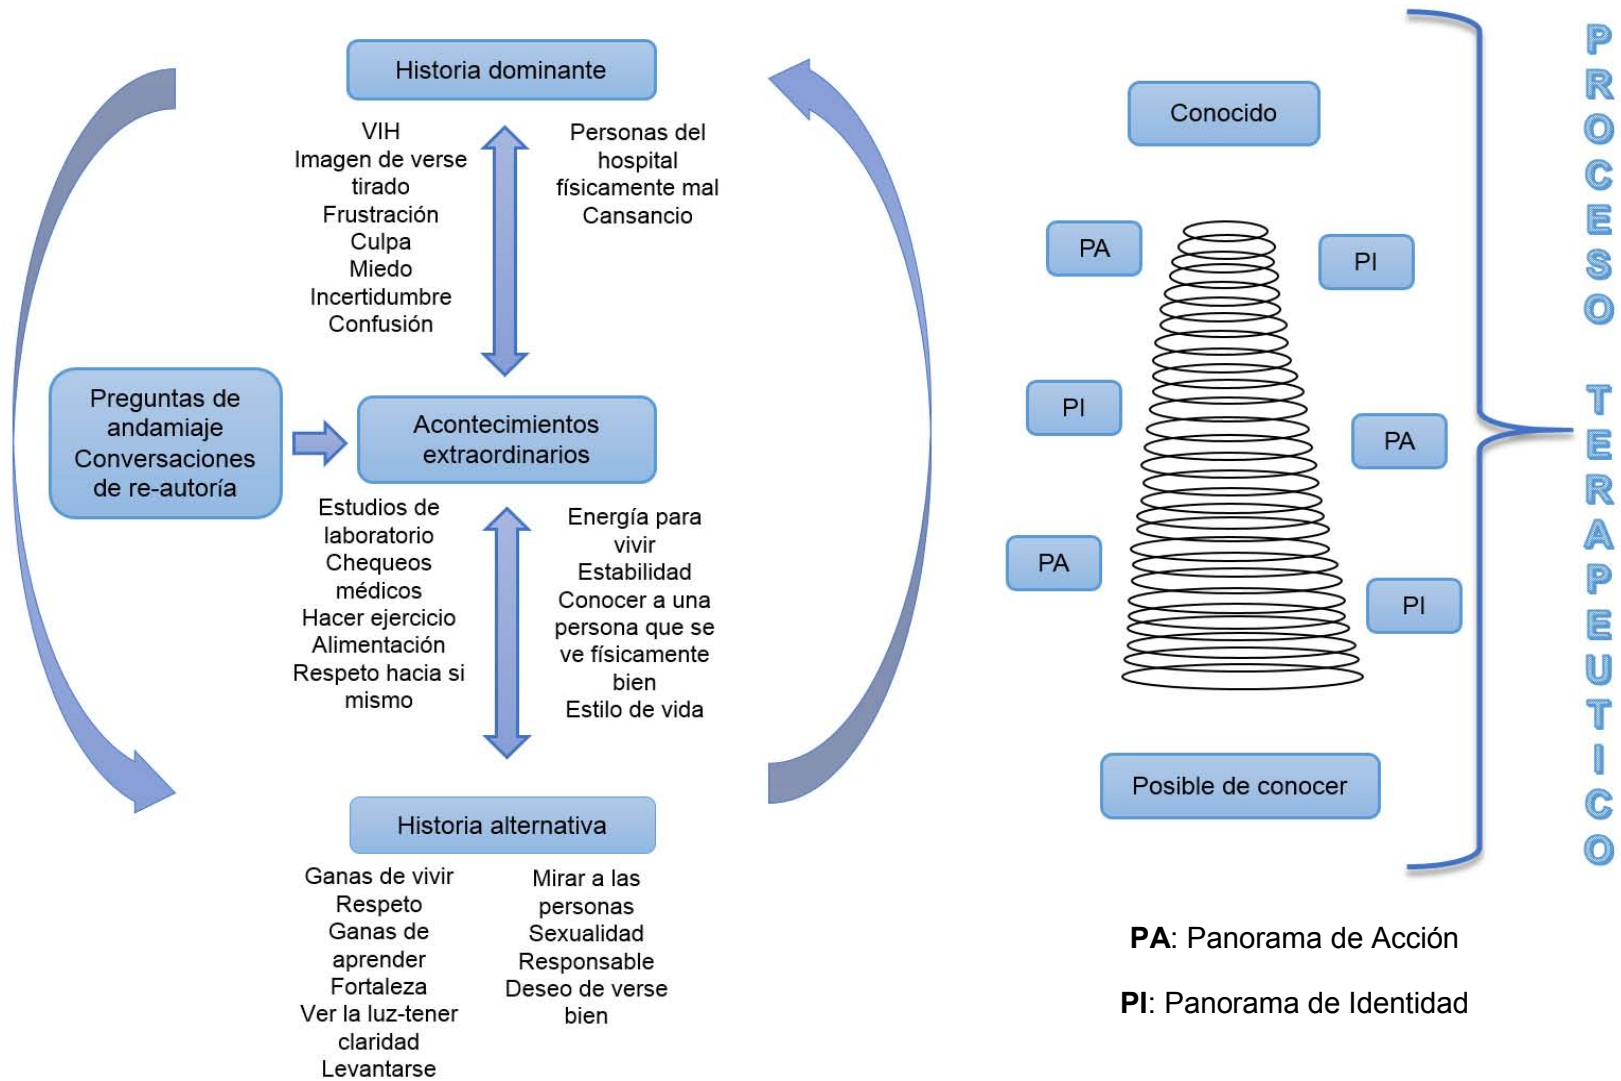 Historia dominante
VIH
Imagen de verse
tirado
Frustración
Culpa
Miedo
Incertidumbre
Confusión
Personas del
hospital
físicamente mal
Cansancio
Preguntas de
andamiaje
Conversaciones
de re-autoría
Acontecimientos
extraordinarios
Estudios de
laboratorio
Chequeos
médicos
Hacer ejercicio
Alimentación
Respeto hacia si
mismo
Energía para
vivir
Estabilidad
Conocer a una
persona que se
ve físicamente
bien
Estilo de vida
Historia alternativa
Ganas de vivir
Respeto
Ganas de
aprender
Fortaleza
Ver la luz-tener
claridad
Levantarse
Mirar a las
personas
Sexualidad
Responsable
Deseo de verse
bien
Conocido
PA
PI
PI
PA
PA
PI
Posible de conocer
PA: Panorama de Acción
PI: Panorama de Identidad
PROCESO TERAPEUTICO